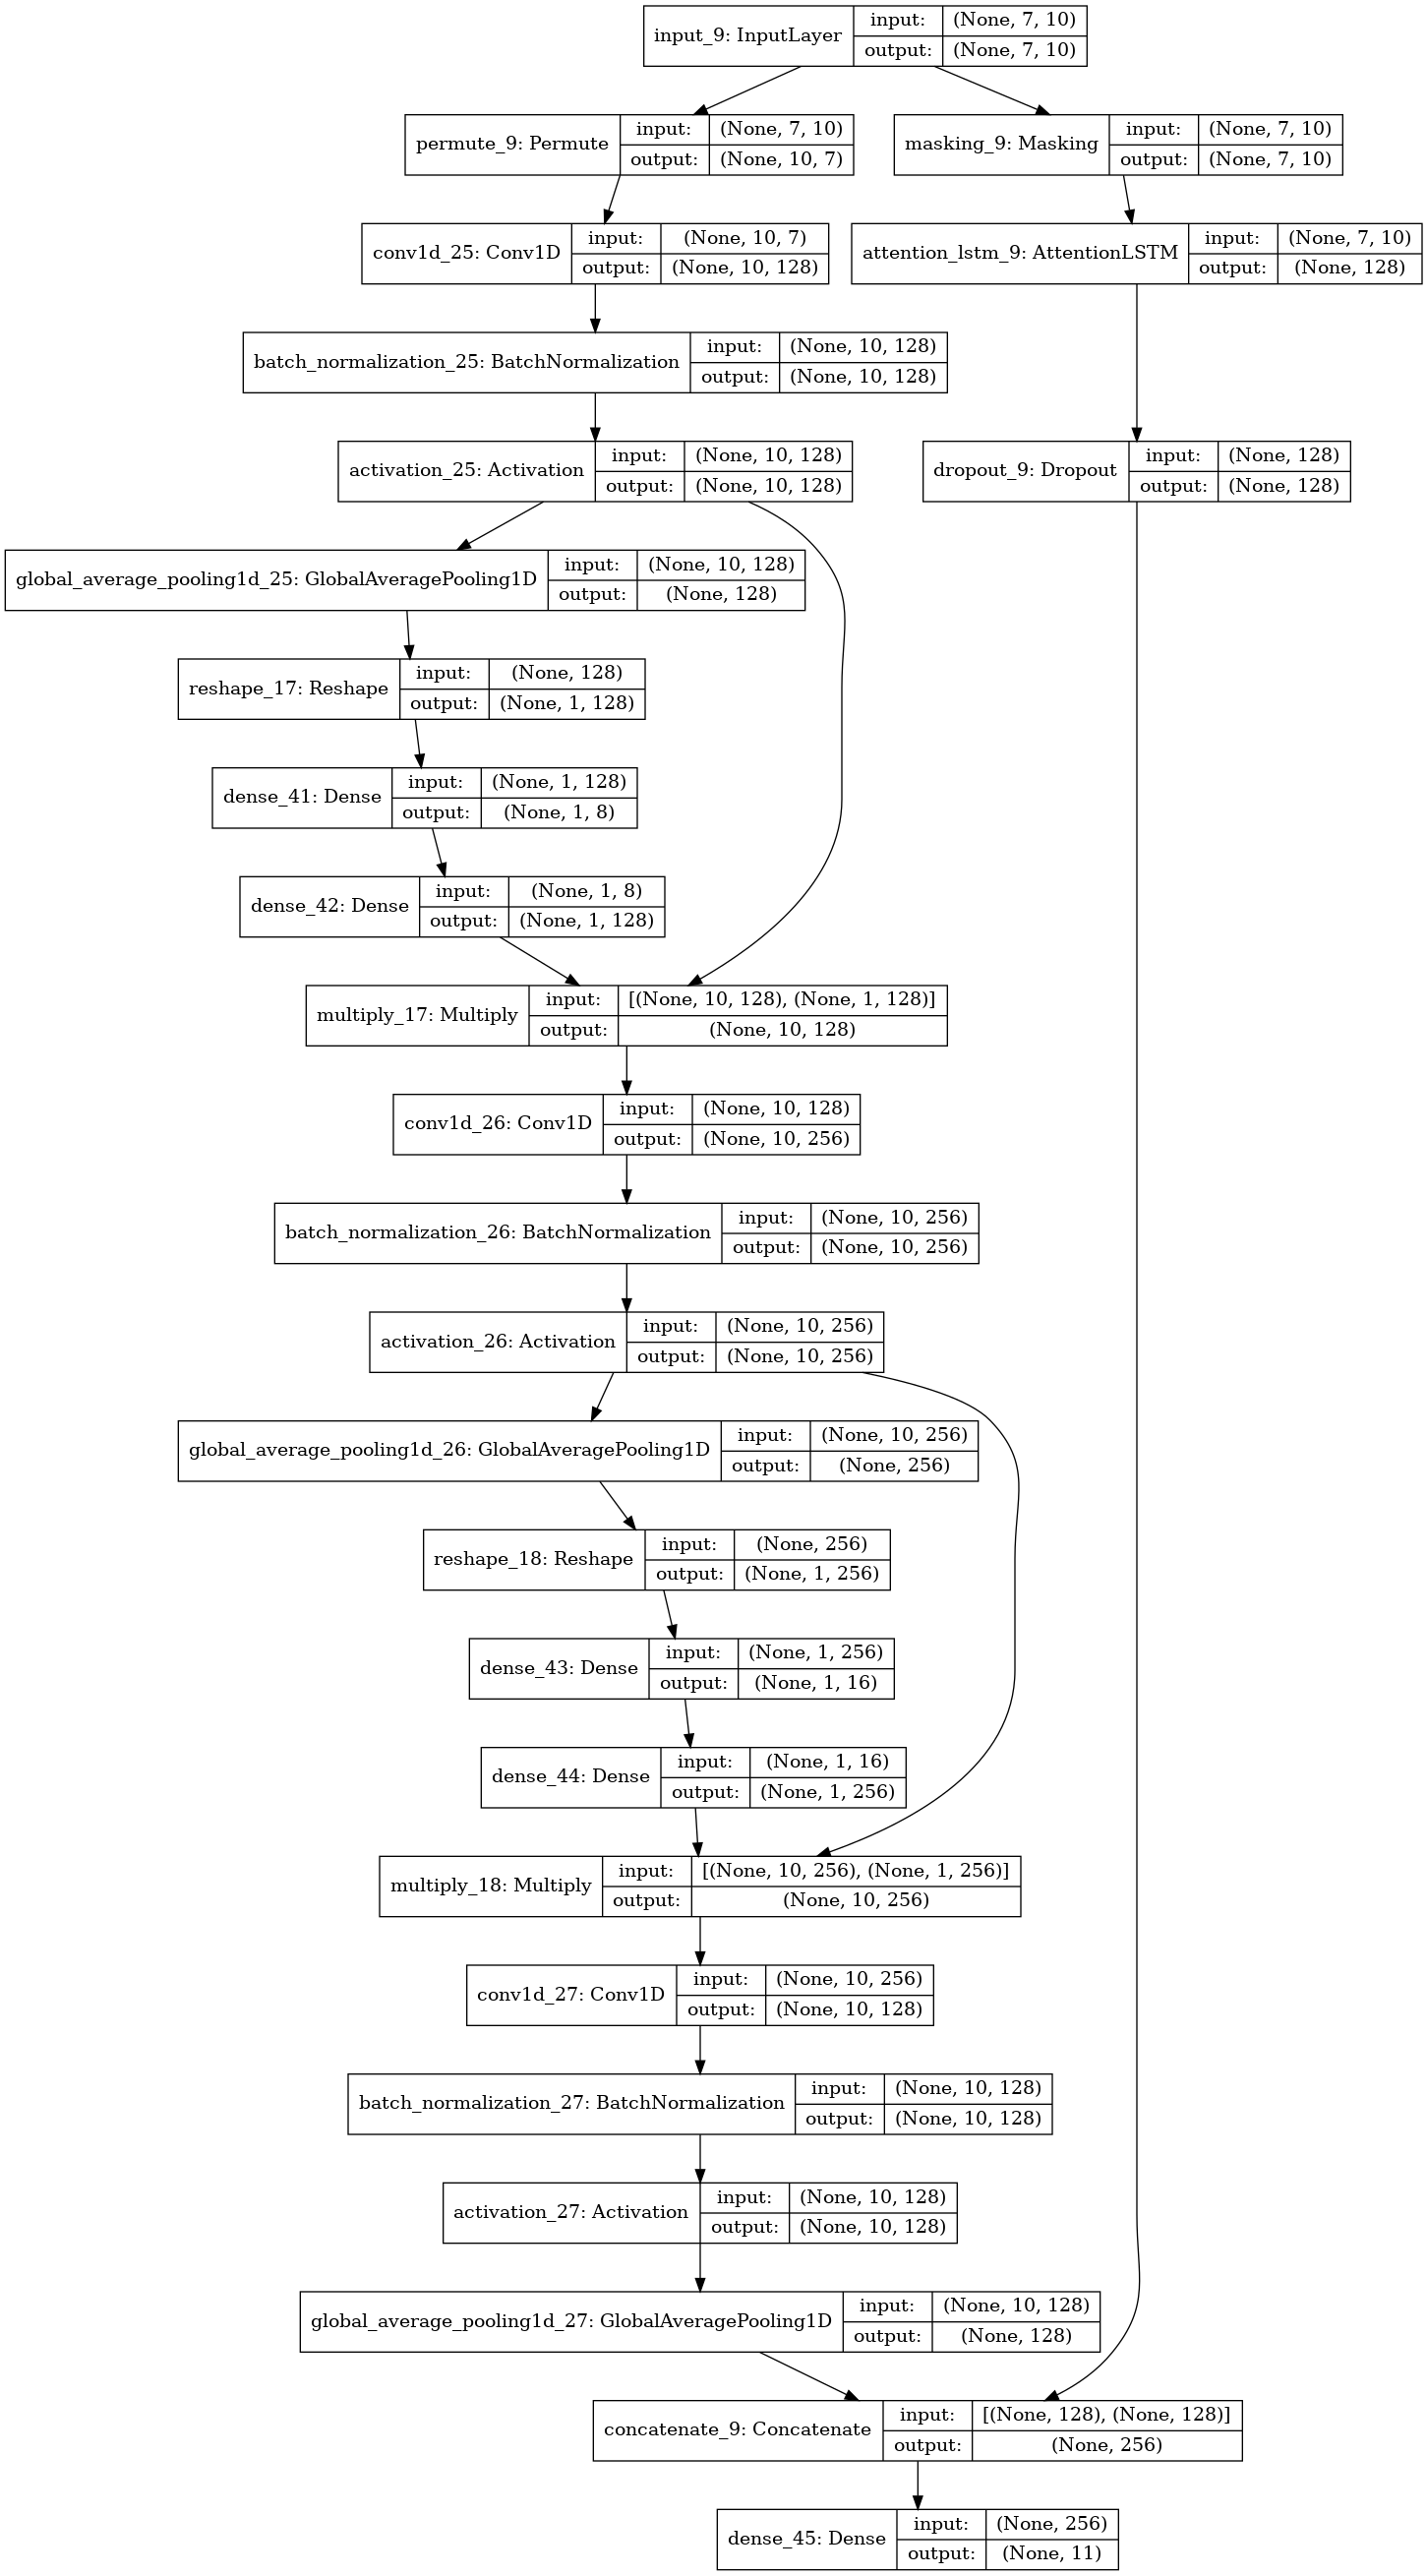 input_9: InputLayer
input: (None, 7, 10)
output: (None, 7, 10)
permute_9: Permute
input: (None, 7, 10)
output: (None, 10, 7)
masking_9: Masking
input: (None, 7, 10)
output: (None, 7, 10)
conv1d_25: Conv1D
input: (None, 10, 7)
output: (None, 10, 128)
attention_lstm_9: AttentionLSTM
input: (None, 7, 10)
output: (None, 128)
batch_normalization_25: BatchNormalization
input: (None, 10, 128)
output: (None, 10, 128)
activation_25: Activation
input: (None, 10, 128)
output: (None, 10, 128)
dropout_9: Dropout
input: (None, 128)
output: (None, 128)
global_average_pooling1d_25: GlobalAveragePooling1D
input: (None, 10, 128)
output: (None, 128)
reshape_17: Reshape
input: (None, 128)
output: (None, 1, 128)
dense_41: Dense
input: (None, 1, 128)
output: (None, 1, 8)
dense_42: Dense
input: (None, 1, 8)
output: (None, 1, 128)
multiply_17: Multiply
input: [(None, 10, 128), (None, 1, 128)]
output: (None, 10, 128)
conv1d_26: Conv1D
input: (None, 10, 128)
output: (None, 10, 256)
batch_normalization_26: BatchNormalization
input: (None, 10, 256)
output: (None, 10, 256)
activation_26: Activation
input: (None, 10, 256)
output: (None, 10, 256)
global_average_pooling1d_26: GlobalAveragePooling1D
input: (None, 10, 256)
output: (None, 256)
reshape_18: Reshape
input: (None, 256)
output: (None, 1, 256)
dense_43: Dense
input: (None, 1, 256)
output: (None, 1, 16)
dense_44: Dense
input: (None, 1, 16)
output: (None, 1, 256)
multiply_18: Multiply
input: [(None, 10, 256), (None, 1, 256)]
output: (None, 10, 256)
conv1d_27: Conv1D
input: (None, 10, 256)
output: (None, 10, 128)
batch_normalization_27: BatchNormalization
input: (None, 10, 128)
output: (None, 10, 128)
activation_27: Activation
input: (None, 10, 128)
output: (None, 10, 128)
global_average_pooling1d_27: GlobalAveragePooling1D
input: (None, 10, 128)
output: (None, 128)
concatenate_9: Concatenate
input: [(None, 128), (None, 128)]
output: (None, 256)
dense_45: Dense
input: (None, 256)
output: (None, 11)